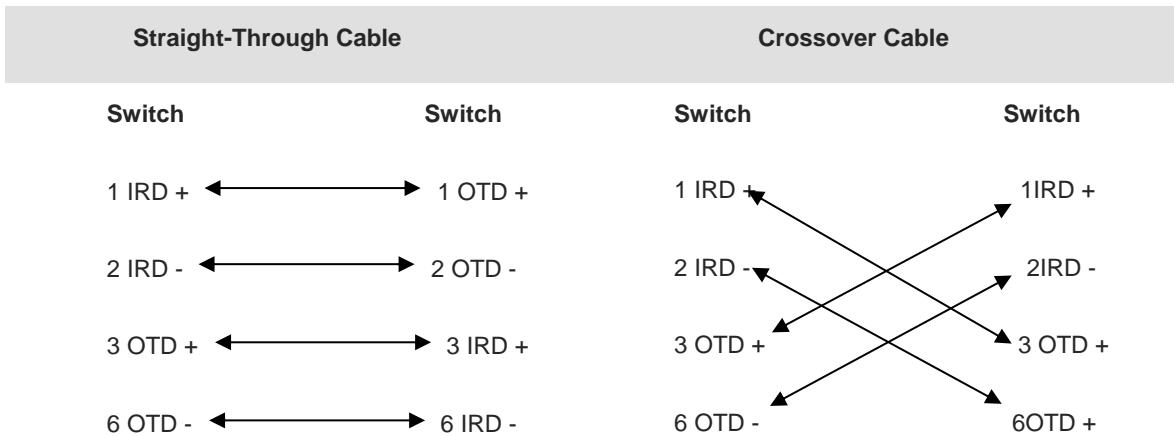 Straight-Through Cable Crossover Cable
Switch Switch Switch Switch
1 IRD + 1 OTD + 1 IRD + 1IRD +
2 IRD - 2 OTD - 2 IRD - 2IRD -
3 OTD + 3 IRD + 3 OTD + 3 OTD +
6 OTD - 6 IRD - 6 OTD - 6OTD +